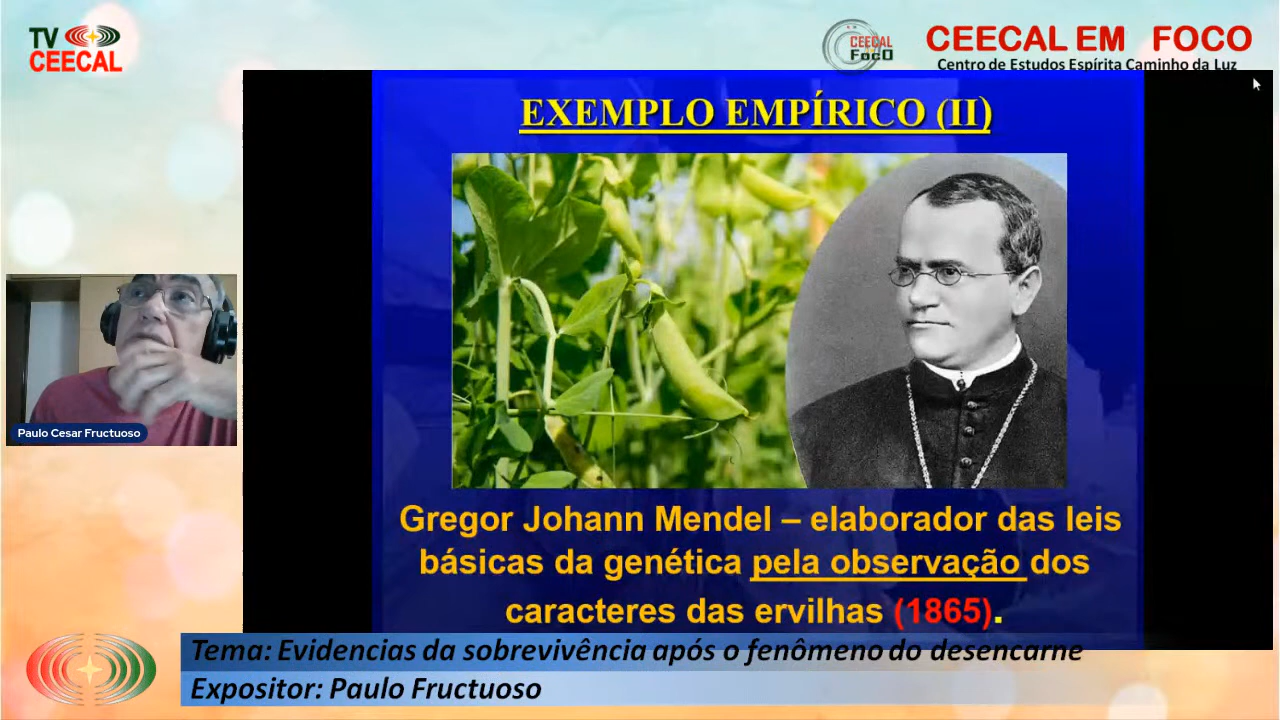 TV
CEECAL
CEECAL
FocO
CEECAL EM FOCO
Centro de Estudos Espírita Caminho da Luz
EXEMPLO EMPÍRICO (II)
Paulo Cesar Fructuoso
Gregor Johann Mendel – elaborador das leis
básicas da genética pela observação dos
caracteres das ervilhas (1865).
Tema: Evidencias da sobrevivência após o fenômeno do desencarne
Expositor: Paulo Fructuoso